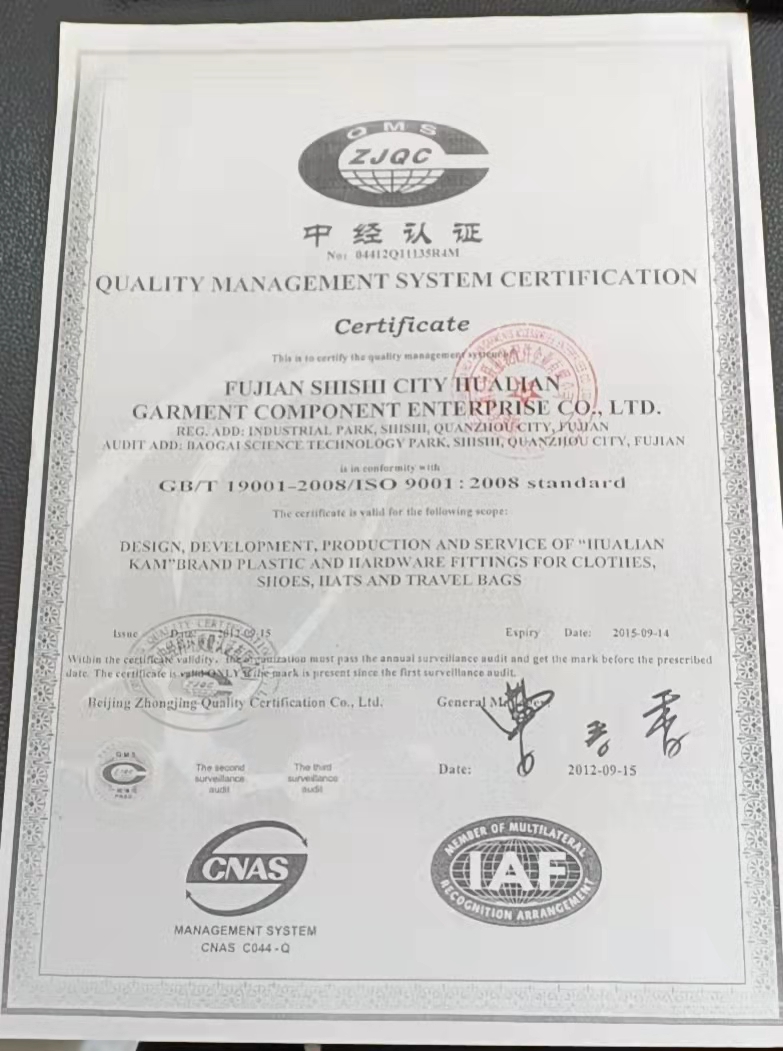 QMS
ZJQC
中经认证
No: 04412Q11135R4M
QUALITY MANAGEMENT SYSTEM CERTIFICATION
Certificate
This is to certify the quality management system of
FUJIAN SHISHI CITY HUALIAN
GARMENT COMPONENT ENTERPRISE CO., LTD.
REG. ADD: INDUSTRIAL PARK, SHISHI, QUANZHOU CITY, FUJIAN
AUDIT ADD: BAOGAI SCIENCE TECHNOLOGY PARK, SHISHI, QUANZHOU CITY, FUJIAN
is in conformity with
GB/T 19001-2008/ISO 9001:2008 standard
The certificate is valid for the following scope:
DESIGN, DEVELOPMENT, PRODUCTION AND SERVICE OF "HUALIAN
KAM"BRAND PLASTIC AND HARDWARE FITTINGS FOR CLOTHES,
SHOES, HATS AND TRAVEL BAGS
Issue Date: 2012-09-15 Expiry Date: 2015-09-14
Within the certificate validity, the organization must pass the annual surveillance audit and get the mark before the prescribed
date. The certificate is valid ONLY if the mark is present since the first surveillance audit.
Beijing Zhongjing Quality Certification Co., Ltd. General Manager:
QMS
The second
surveillance
audit
The third
surveillance
audit
Date: 2012-09-15
CNAS
MANAGEMENT SYSTEM
CNAS C044-Q
MEMBER OF MULTILATERAL
IAF
RECOGNITION ARRANGEMENT